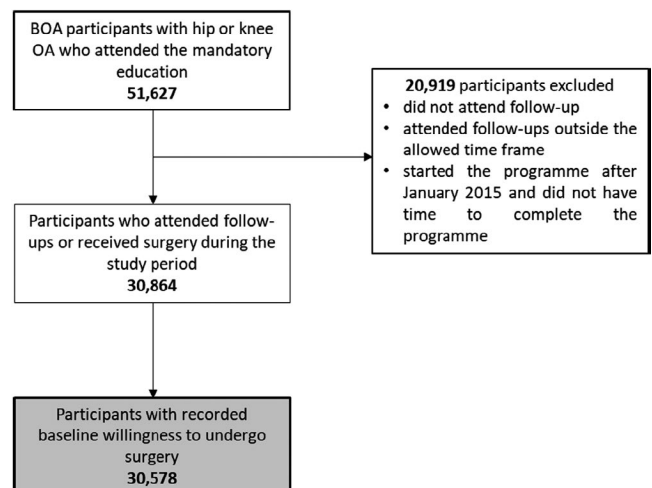 BOA participants with hip or knee
OA who attended the mandatory
education
51,627
20,919 participants excluded
• did not attend follow-up
• attended follow-ups outside the
allowed time frame
• started the programme after
January 2015 and did not have
time to complete the
programme
Participants who attended follow-
ups or received surgery during the
study period
30,864
Participants with recorded
baseline willingness to undergo
surgery
30,578